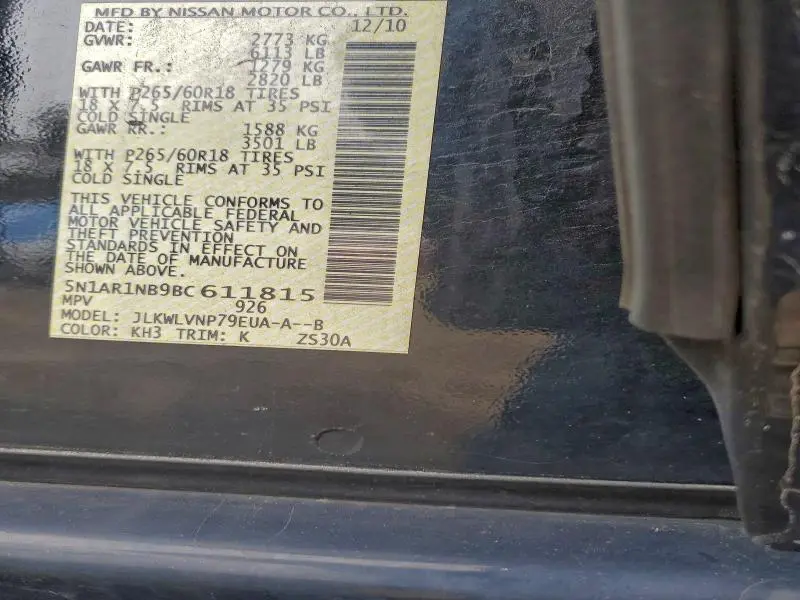 MFD BY NISSAN MOTOR CO., LTD.
DATE: 12/10
GVWR: 2773 KG
6113 LB
GAWR FR.: 1279 KG
2820 LB
WITH P265/60R18 TIRES
18 X 7.5 RIMS AT 35 PSI
COLD SINGLE
GAWR RR.: 1588 KG
3501 LB
WITH P265/60R18 TIRES
18 X 7.5 RIMS AT 35 PSI
COLD SINGLE
THIS VEHICLE CONFORMS TO
ALL APPLICABLE FEDERAL
MOTOR VEHICLE SAFETY AND
THEFT PREVENTION
STANDARDS IN EFFECT ON
THE DATE OF MANUFACTURE
SHOWN ABOVE.
5N1AR1NB9BC611815
MPV 926
MODEL: JLKWLVNP79EUA-A--B
COLOR: KH3 TRIM: K ZS30A